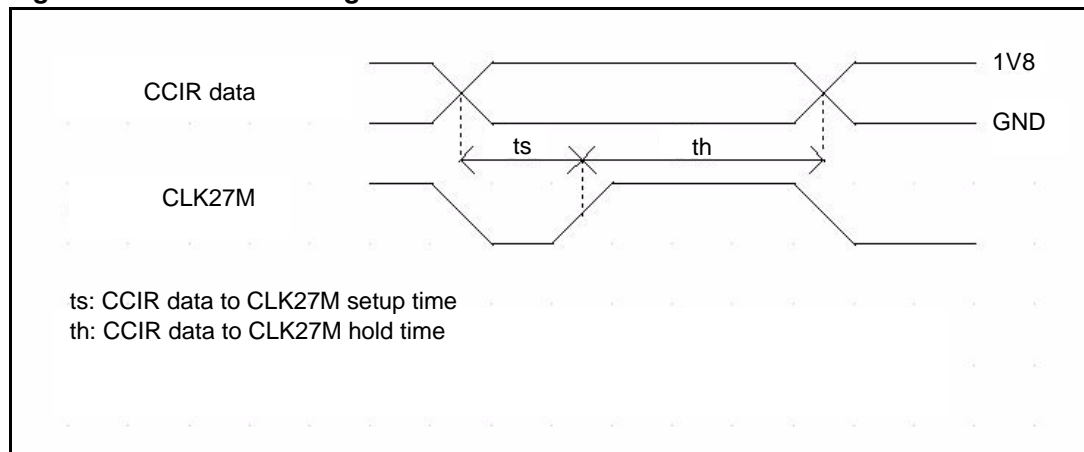 1V8
CCIR data
GND
ts
th
CLK27M
ts: CCIR data to CLK27M setup time
th: CCIR data to CLK27M hold time